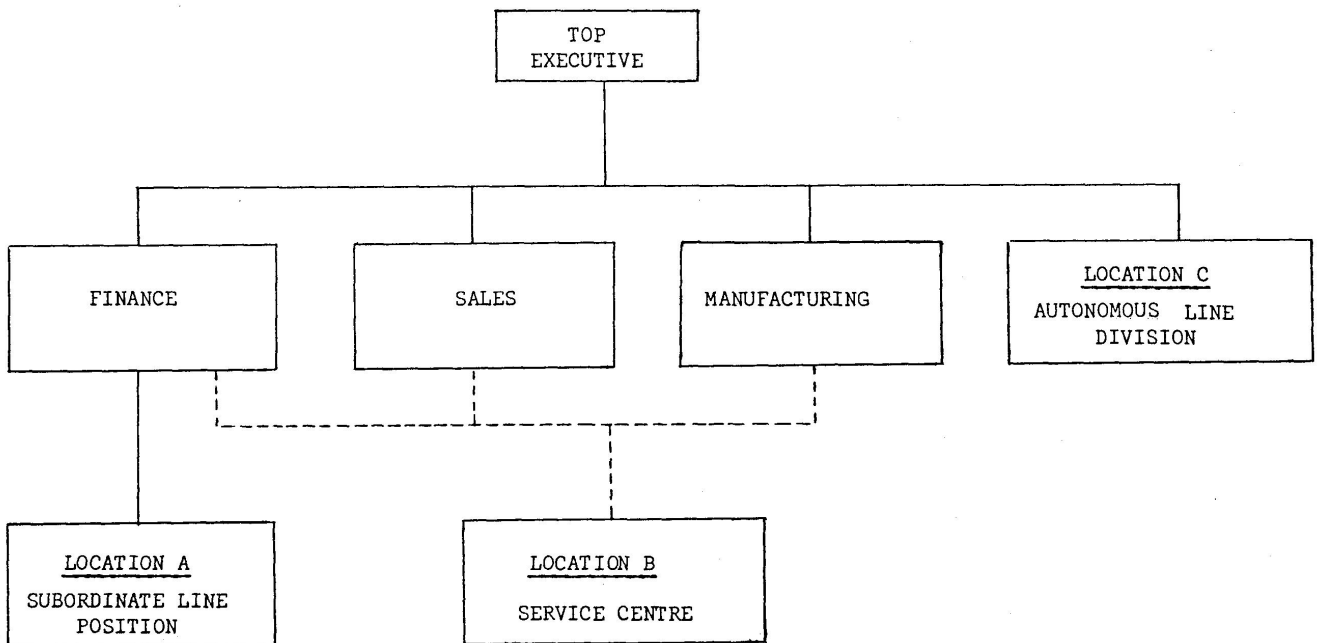 TOP
EXECUTIVE
FINANCE
SALES
MANUFACTURING
LOCATION C
AUTONOMOUS LINE
DIVISION
LOCATION A
SUBORDINATE LINE
POSITION
LOCATION B
SERVICE CENTRE